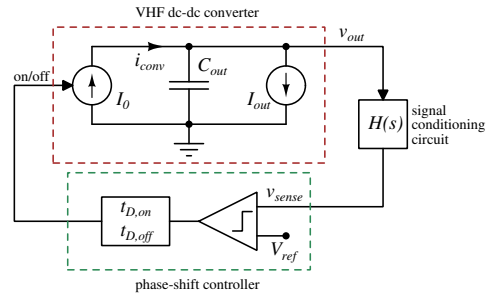 VHF dc-dc converter
v_out
on/off
i_conv
C_out
I_0
I_out
H(s)
signal
conditioning
circuit
t_D,on
t_D,off
v_sense
V_ref
phase-shift controller